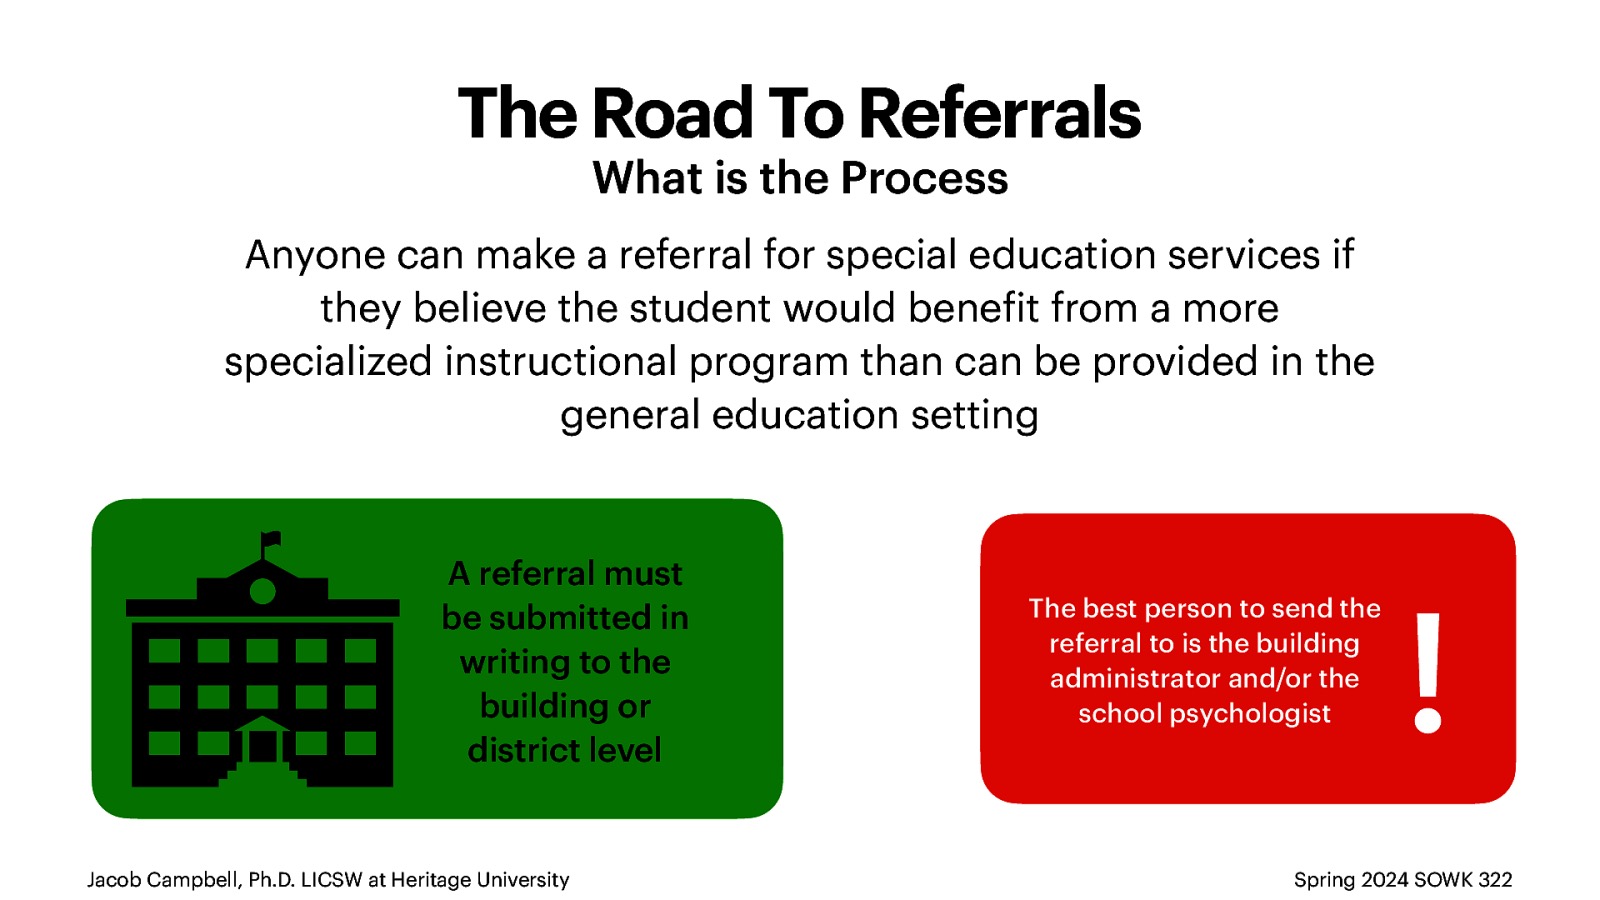 The Road To Referrals
What is the Process
Anyone can make a referral for special education services if
they believe the student would benefit from a more
specialized instructional program than can be provided in the
general education setting
A referral must
be submitted in
writing to the
building or
district level
The best person to send the
referral to is the building
administrator and/or the
school psychologist
!
Jacob Campbell, Ph.D. LICSW at Heritage University
Spring 2024 SOWK 322